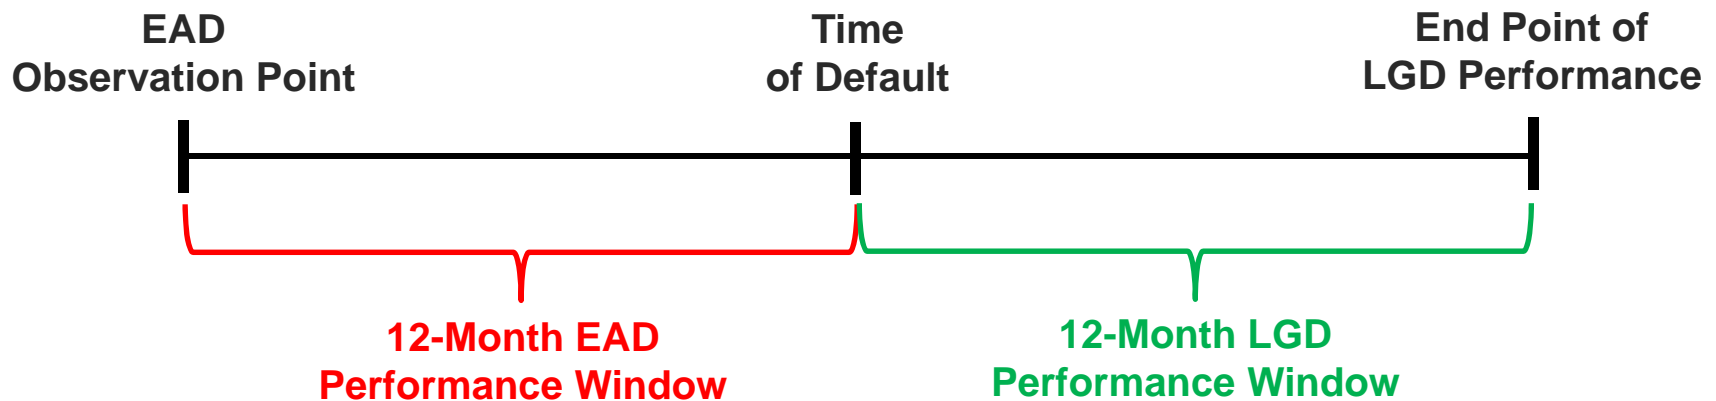 EAD
Observation Point
Time
of Default
End Point of
LGD Performance
12-Month EAD
Performance Window
12-Month LGD
Performance Window